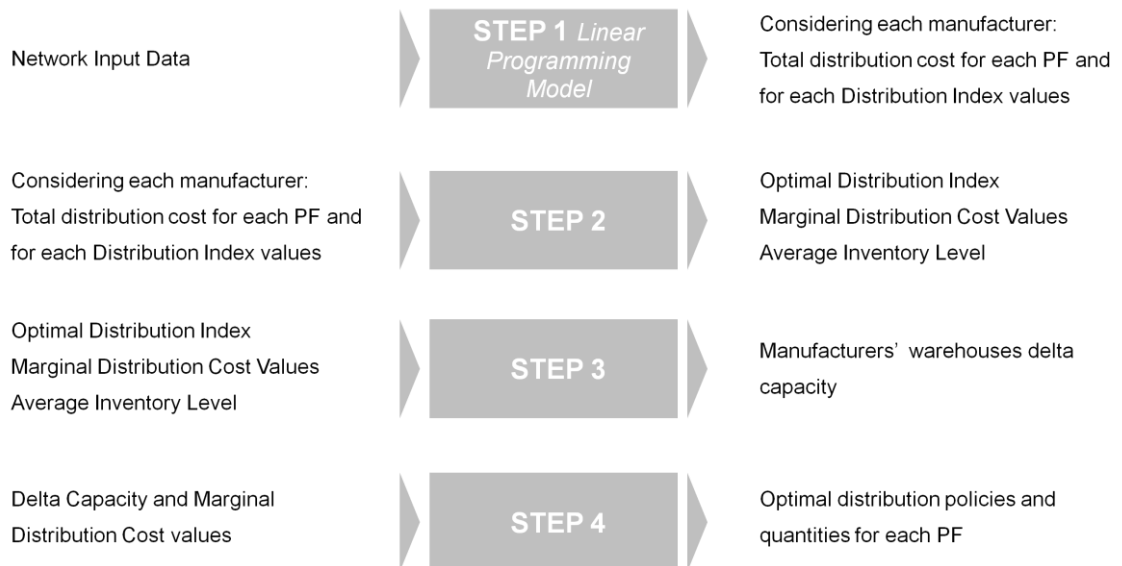 Network Input Data
STEP 1 Linear
Programming
Model
Considering each manufacturer:
Total distribution cost for each PF and
for each Distribution Index values
Considering each manufacturer:
Total distribution cost for each PF and
for each Distribution Index values
STEP 2
Optimal Distribution Index
Marginal Distribution Cost Values
Average Inventory Level
Optimal Distribution Index
Marginal Distribution Cost Values
Average Inventory Level
STEP 3
Manufacturers’ warehouses delta
capacity
Delta Capacity and Marginal
Distribution Cost values
STEP 4
Optimal distribution policies and
quantities for each PF